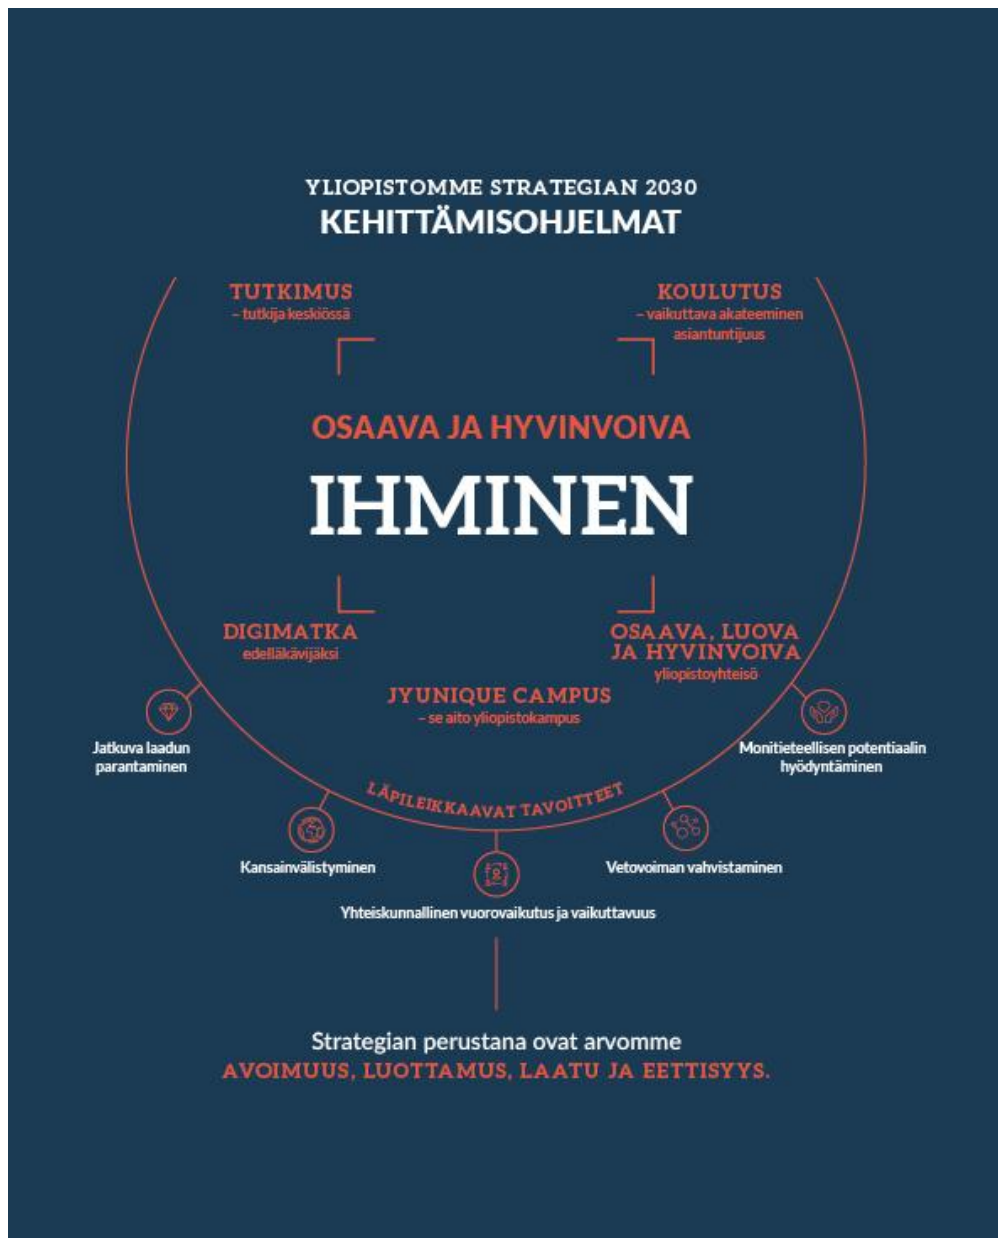 YLIOPISTOMME STRATEGIAN 2030
KEHITTÄMISOHJELMAT
TUTKIMUS
– tutkija keskiössä
KOULUTUS
– vaikuttava akateeminen
asiantuntijuus
OSAAVA JA HYVINVOIVA
IHMINEN
DIGIMATKA
edelläkävijäksi
OSAAVA, LUOVA
JA HYVINVOIVA
yliopistoyhteisö
JYUNIQUE CAMPUS
– se aito yliopistokampus
LÄPILEIKKAAVAT TAVOITTEET
Jatkuva laadun
parantaminen
Kansainvälistyminen
Yhteiskunnallinen vuorovaikutus ja vaikuttavuus
Vetovoiman vahvistaminen
Monitieteellisen potentiaalin
hyödyntäminen
Strategian perustana ovat arvomme
AVOIMUUS, LUOTTAMUS, LAATU JA EETTISYYS.